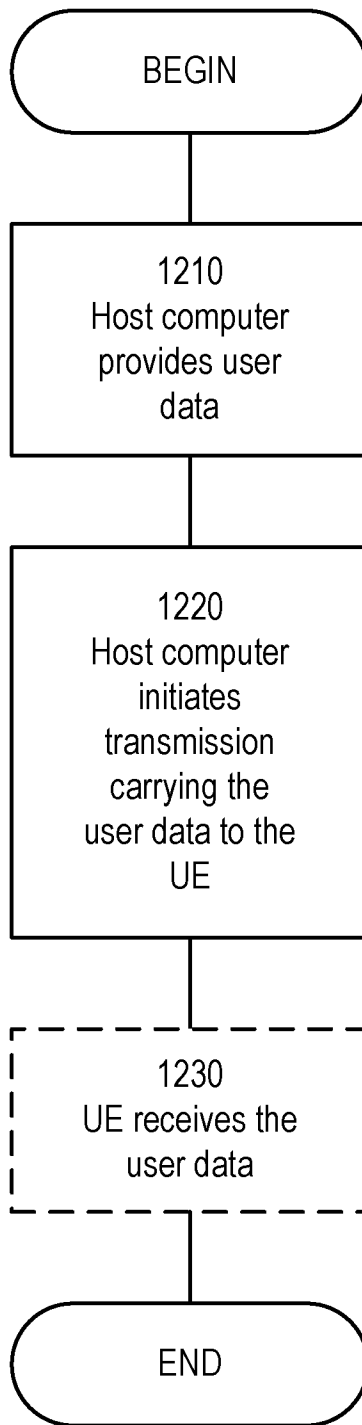 BEGIN
1210
Host computer
provides user
data
1220
Host computer
initiates
transmission
carrying the
user data to the
UE
1230
UE receives the
user data
END